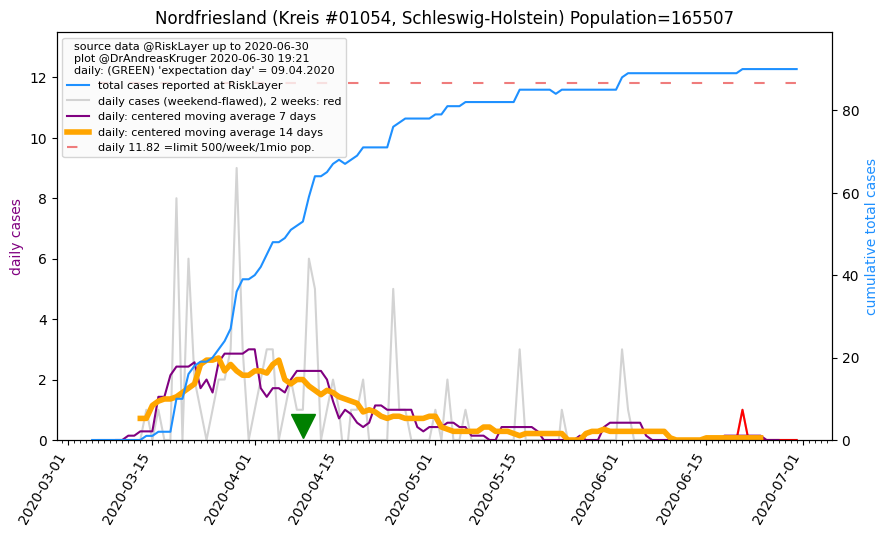 Nordfriesland (Kreis #01054, Schleswig-Holstein) Population=165507
source data @RiskLayer up to 2020-06-30
plot @DrAndreasKruger 2020-06-30 19:21
daily: (GREEN) 'expectation day' = 09.04.2020
total cases reported at RiskLayer
daily cases (weekend-flawed), 2 weeks: red
daily: centered moving average 7 days
daily: centered moving average 14 days
daily 11.82 =limit 500/week/1mio pop.
daily cases
12
10
8
6
4
2
0
cumulative total cases
80
60
40
20
0
2020-03-01
2020-03-15
2020-04-01
2020-04-15
2020-05-01
2020-05-15
2020-06-01
2020-06-15
2020-07-01